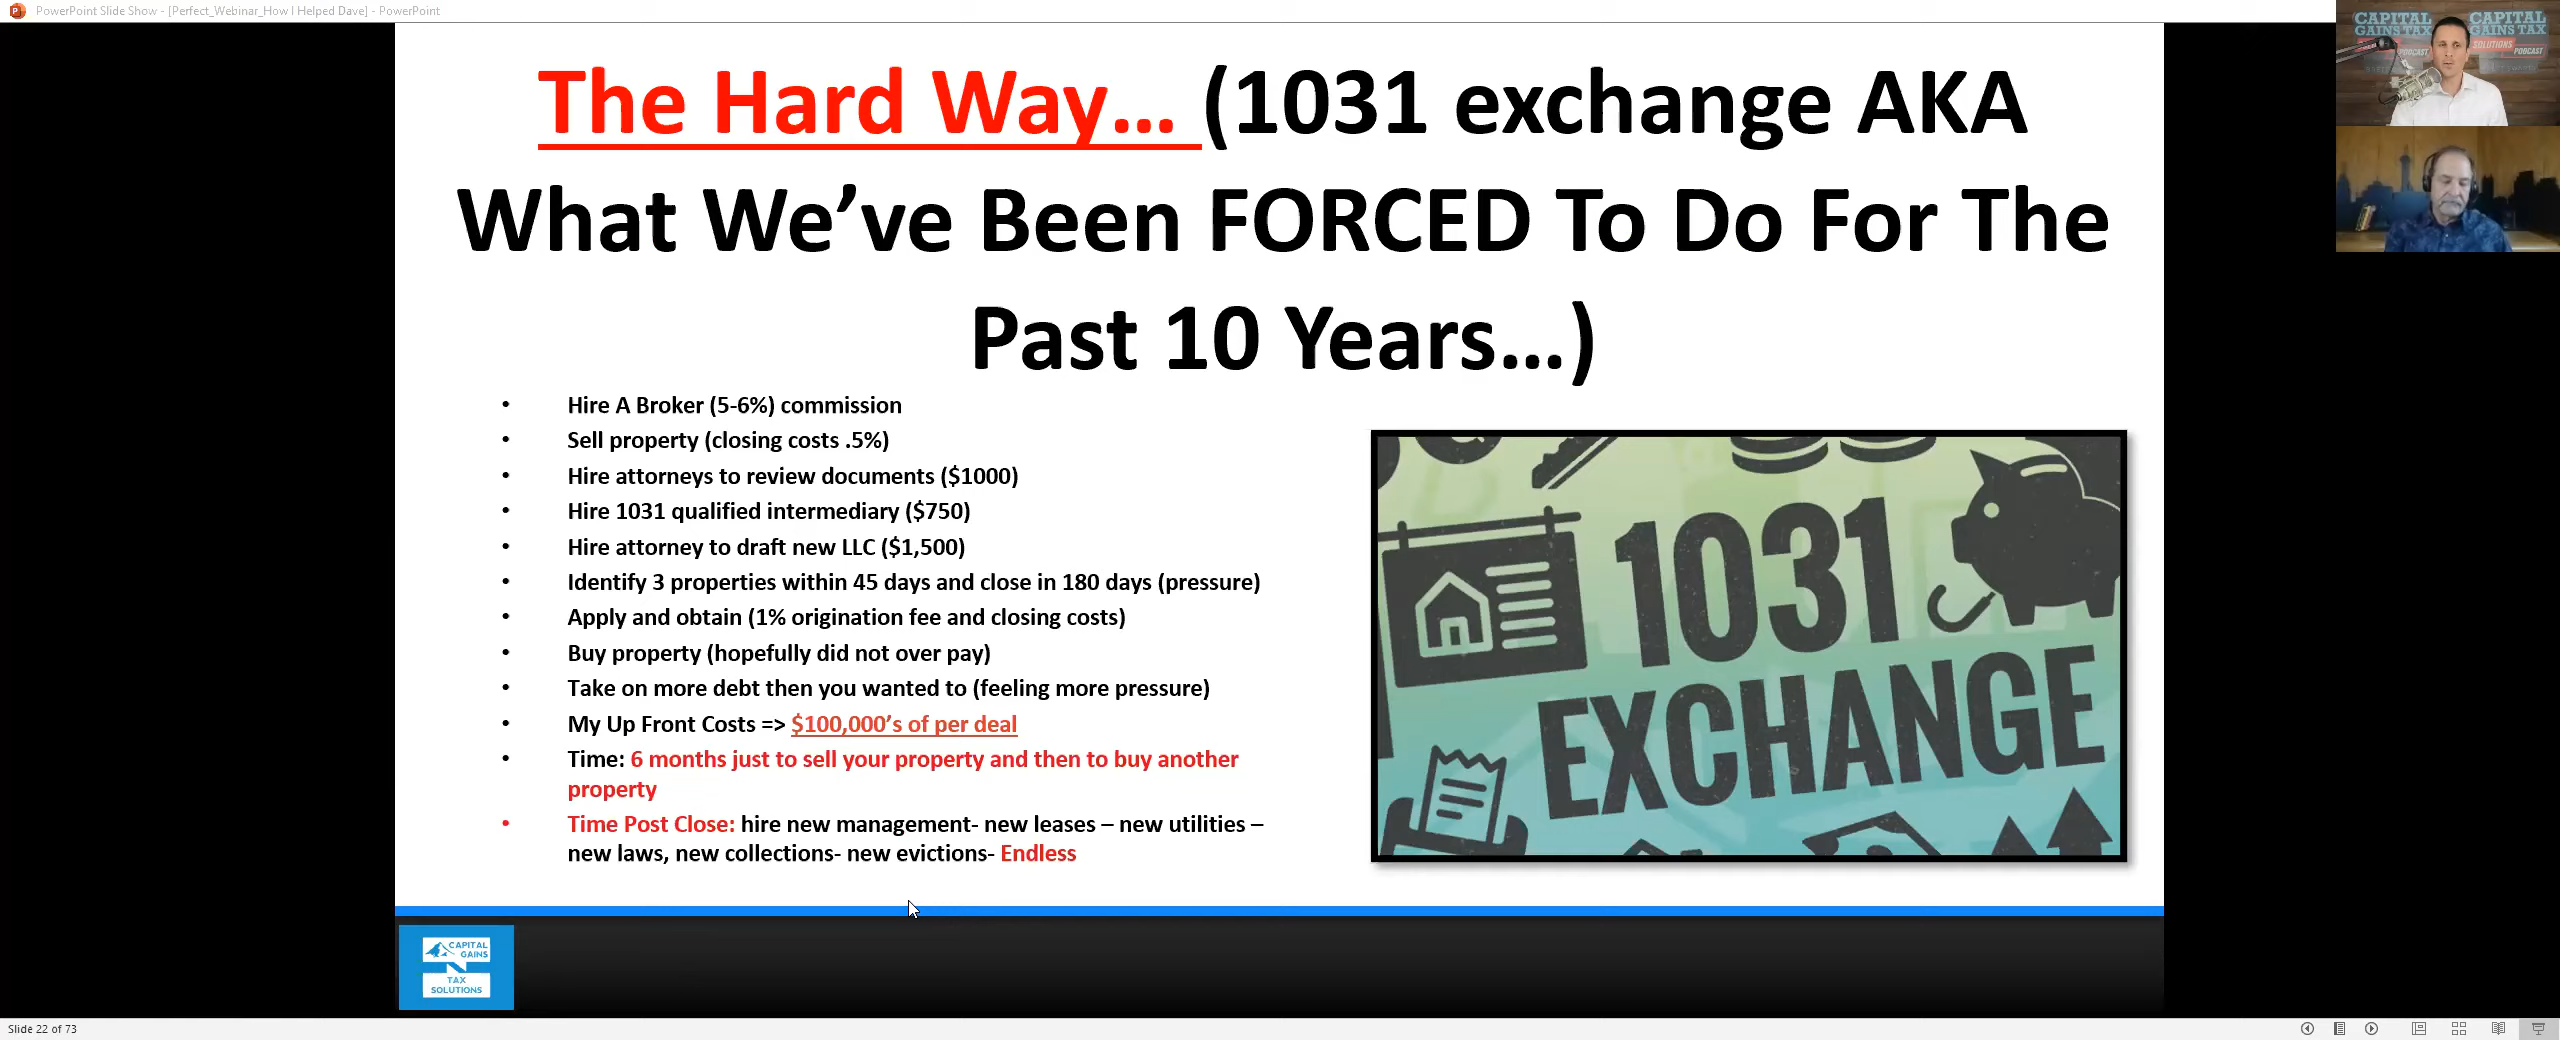 PowerPoint Slide Show - [Perfect_Webinar_How I Helped Dave] - PowerPoint
CAPITAL GAINS TAX PODCAST
CAPITAL GAINS TAX SOLUTIONS PODCAST
The Hard Way... (1031 exchange AKA
What We’ve Been FORCED To Do For The
Past 10 Years...)
• Hire A Broker (5-6%) commission
• Sell property (closing costs .5%)
• Hire attorneys to review documents ($1000)
• Hire 1031 qualified intermediary ($750)
• Hire attorney to draft new LLC ($1,500)
• Identify 3 properties within 45 days and close in 180 days (pressure)
• Apply and obtain (1% origination fee and closing costs)
• Buy property (hopefully did not over pay)
• Take on more debt then you wanted to (feeling more pressure)
• My Up Front Costs => $100,000’s of per deal
• Time: 6 months just to sell your property and then to buy another
property
• Time Post Close: hire new management- new leases – new utilities –
new laws, new collections- new evictions- Endless
1031
EXCHANGE
CAPITAL
GAINS
TAX
SOLUTIONS
Slide 22 of 73